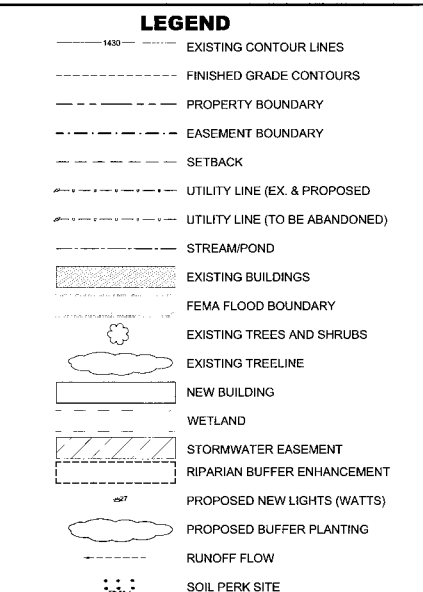 LEGEND
1430 EXISTING CONTOUR LINES
FINISHED GRADE CONTOURS
PROPERTY BOUNDARY
EASEMENT BOUNDARY
SETBACK
UTILITY LINE (EX. & PROPOSED
UTILITY LINE (TO BE ABANDONED)
STREAM/POND
EXISTING BUILDINGS
FEMA FLOOD BOUNDARY
EXISTING TREES AND SHRUBS
EXISTING TREELINE
NEW BUILDING
WETLAND
STORMWATER EASEMENT
RIPARIAN BUFFER ENHANCEMENT
27 PROPOSED NEW LIGHTS (WATTS)
PROPOSED BUFFER PLANTING
RUNOFF FLOW
SOIL PERK SITE